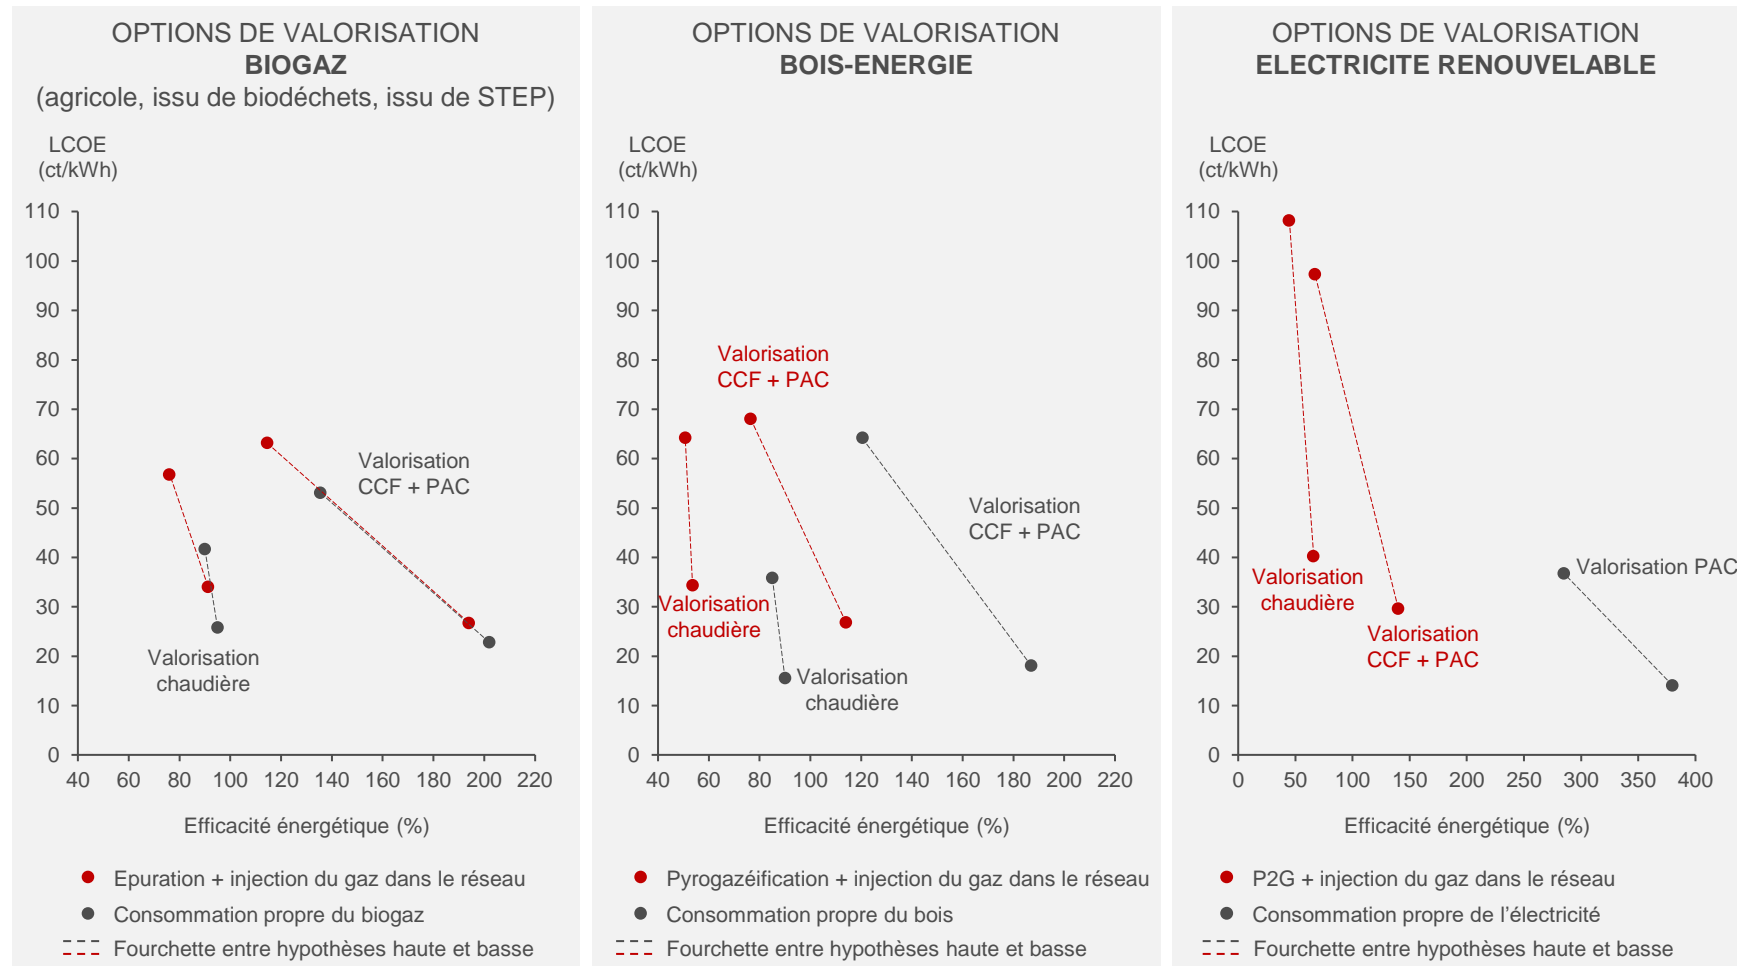 OPTIONS DE VALORISATION
BIOGAZ
(agricole, issu de biodéchets, issu de STEP)
LCOE
(ct/kWh)
110
100
90
80
70
60
50
40
30
20
10
0
40 60 80 100 120 140 160 180 200 220
Valorisation
CCF + PAC
Valorisation
chaudière
Efficacité énergétique (%)
Epuration + injection du gaz dans le réseau
Consommation propre du biogaz
Fourchette entre hypothèses haute et basse
OPTIONS DE VALORISATION
BOIS-ENERGIE
LCOE
(ct/kWh)
110
100
90
80
70
60
50
40
30
20
10
0
40 60 80 100 120 140 160 180 200 220
Valorisation
CCF + PAC
Valorisation
CCF + PAC
Valorisation
chaudière
Valorisation
chaudière
Efficacité énergétique (%)
Pyrogazéification + injection du gaz dans le réseau
Consommation propre du bois
Fourchette entre hypothèses haute et basse
OPTIONS DE VALORISATION
ELECTRICITE RENOUVELABLE
LCOE
(ct/kWh)
110
100
90
80
70
60
50
40
30
20
10
0
0 50 100 150 200 250 300 350 400
Valorisation PAC
Valorisation
chaudière
Valorisation
CCF + PAC
Efficacité énergétique (%)
P2G + injection du gaz dans le réseau
Consommation propre de l'électricité
Fourchette entre hypothèses haute et basse